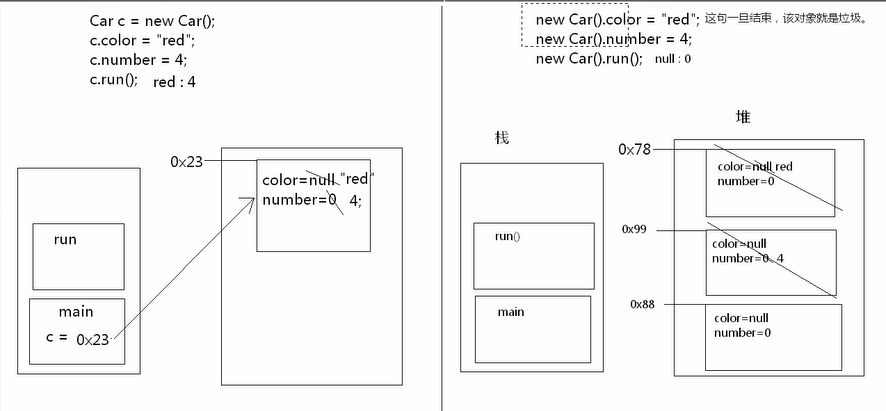 Car c = new Car();
c.color = "red";
c.number = 4;
c.run(); red : 4
0x23
color=null "red"
number=0 4;
run
main
c = 0x23
new Car().color = "red"; 这句一旦结束，该对象就是垃圾。
new Car().number = 4;
new Car().run(); null : 0
栈
堆
run()
main
0x78
color=null red
number=0
0x99
color=null
number=0 4
0x88
color=null
number=0